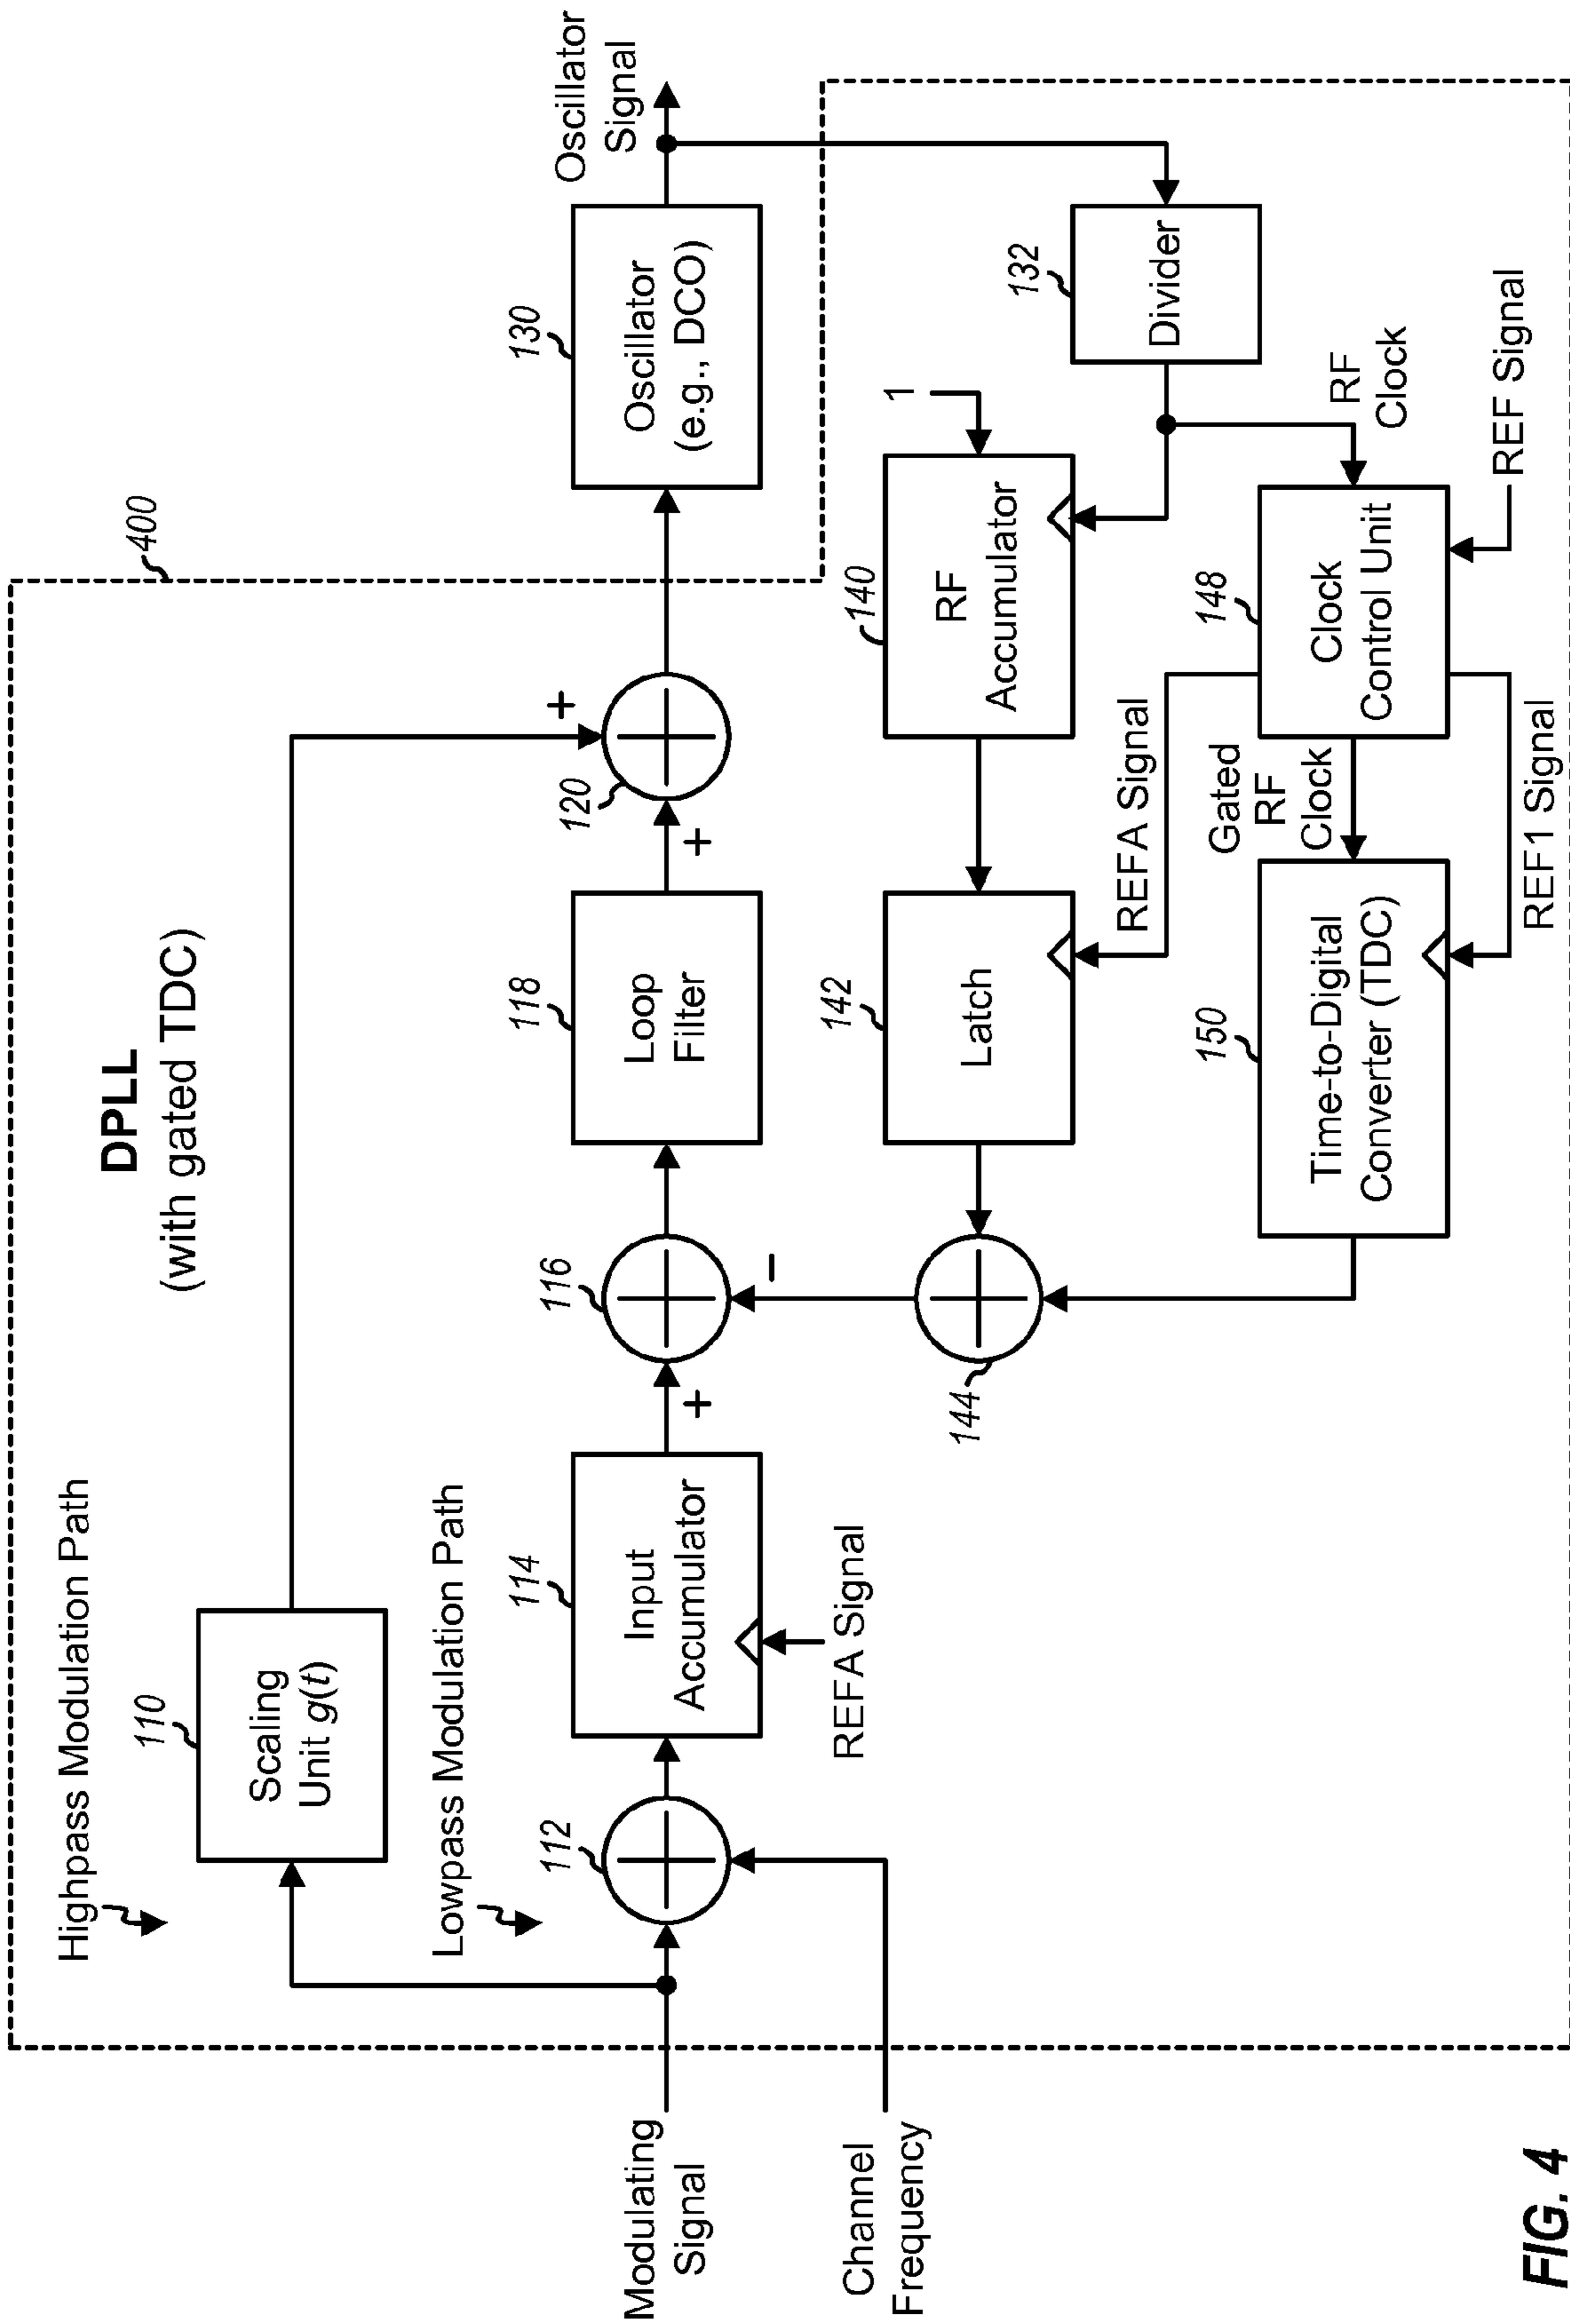 DPLL
(with gated TDC)
400
Highpass Modulation Path
110
Scaling
Unit g(t)
Lowpass Modulation Path
Modulating
Signal
112
114
Input
Accumulator
REFA Signal
+
116
−
118
Loop
Filter
+
120
+
130
Oscillator
(e.g., DCO)
Oscillator
Signal
Channel
Frequency
144
142
Latch
REFA Signal
140
RF
Accumulator
1
132
Divider
150
Time-to-Digital
Converter (TDC)
Gated
RF
Clock
148
Clock
Control Unit
RF
Clock
REF1 Signal
REF Signal
FIG. 4